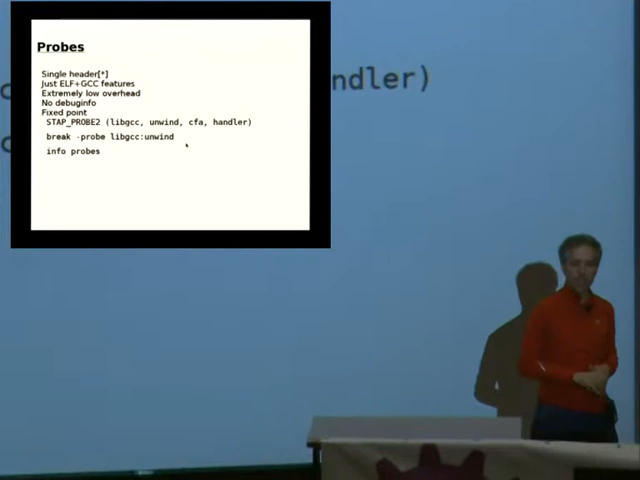 Probes
Single header[*]
Just ELF+GCC features
Extremely low overhead
No debuginfo
Fixed point
STAP_PROBE2 (libgcc, unwind, cfa, handler)
break -probe libgcc:unwind
info probes
ndler)